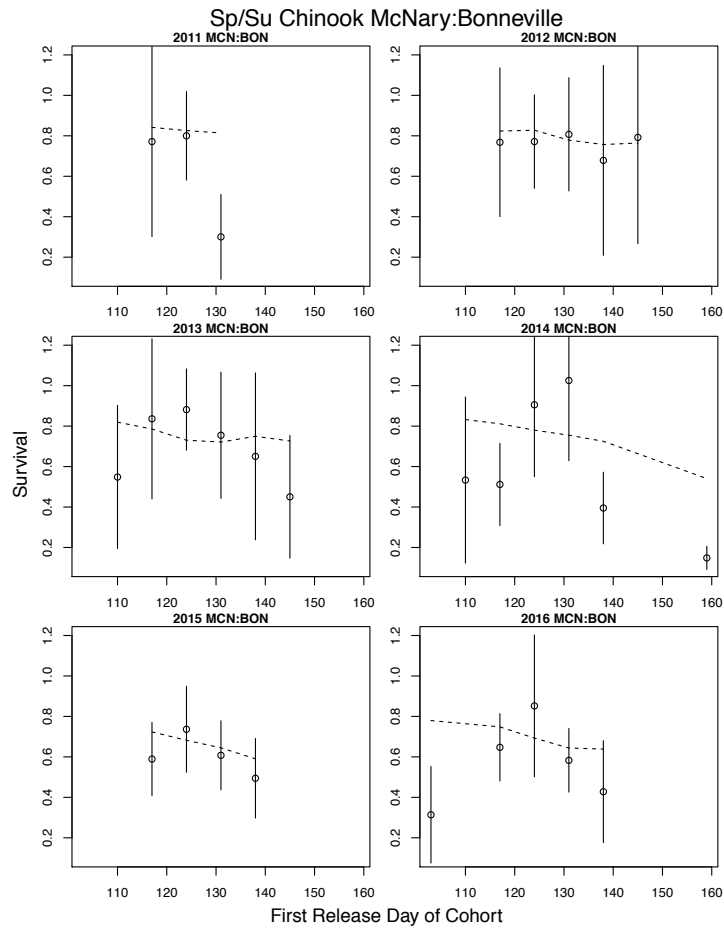 Sp/Su Chinook McNary:Bonneville
2011 MCN:BON
2012 MCN:BON
0.2 0.4 0.6 0.8 1.0 1.2
110 120 130 140 150 160
110 120 130 140 150 160
0.2 0.4 0.6 0.8 1.0 1.2
2013 MCN:BON
2014 MCN:BON
0.2 0.4 0.6 0.8 1.0 1.2
110 120 130 140 150 160
110 120 130 140 150 160
0.2 0.4 0.6 0.8 1.0 1.2
Survival
2015 MCN:BON
2016 MCN:BON
0.2 0.4 0.6 0.8 1.0 1.2
110 120 130 140 150 160
110 120 130 140 150 160
0.2 0.4 0.6 0.8 1.0 1.2
First Release Day of Cohort